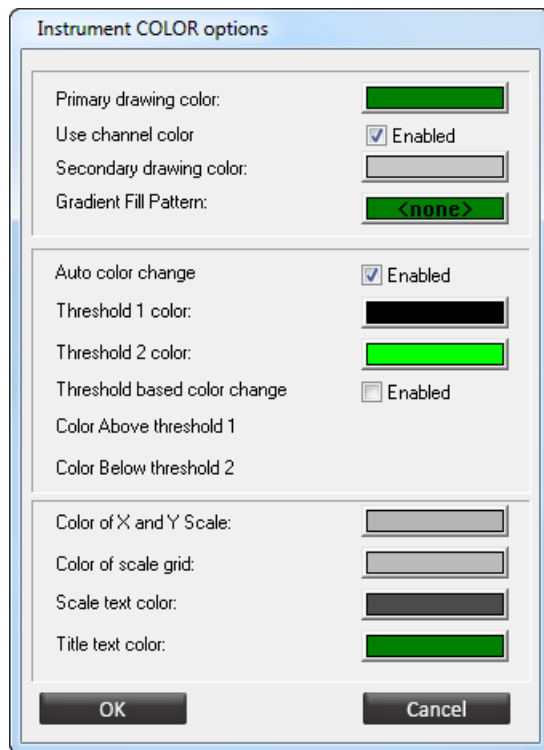 Instrument COLOR options
Primary drawing color:
Use channel color Enabled
Secondary drawing color:
Gradient Fill Pattern: <none>
Auto color change Enabled
Threshold 1 color:
Threshold 2 color:
Threshold based color change Enabled
Color Above threshold 1
Color Below threshold 2
Color of X and Y Scale:
Color of scale grid:
Scale text color:
Title text color:
OK Cancel